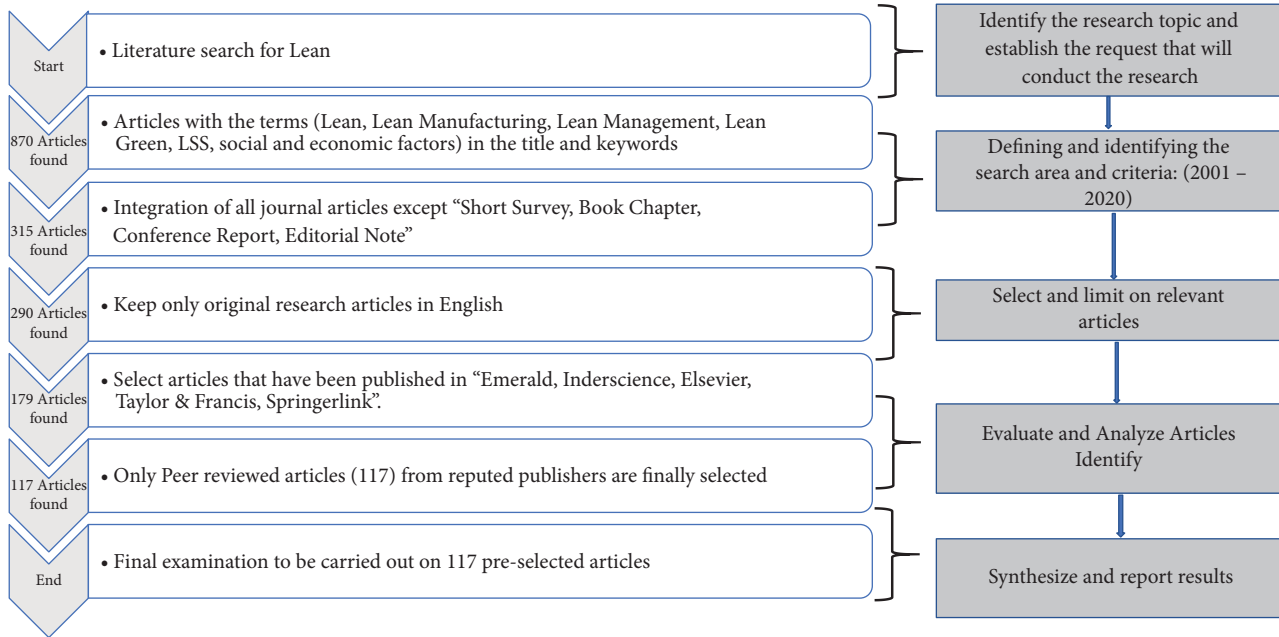 Start
• Literature search for Lean
Identify the research topic and
establish the request that will
conduct the research
870 Articles
found
• Articles with the terms (Lean, Lean Manufacturing, Lean Management, Lean
Green, LSS, social and economic factors) in the title and keywords
Defining and identifying the
search area and criteria: (2001 –
2020)
315 Articles
found
• Integration of all journal articles except “Short Survey, Book Chapter,
Conference Report, Editorial Note”
290 Articles
found
• Keep only original research articles in English
Select and limit on relevant
articles
179 Articles
found
• Select articles that have been published in “Emerald, Inderscience, Elsevier,
Taylor & Francis, Springerlink”.
Evaluate and Analyze Articles
Identify
117 Articles
found
• Only Peer reviewed articles (117) from reputed publishers are finally selected
End
• Final examination to be carried out on 117 pre-selected articles
Synthesize and report results